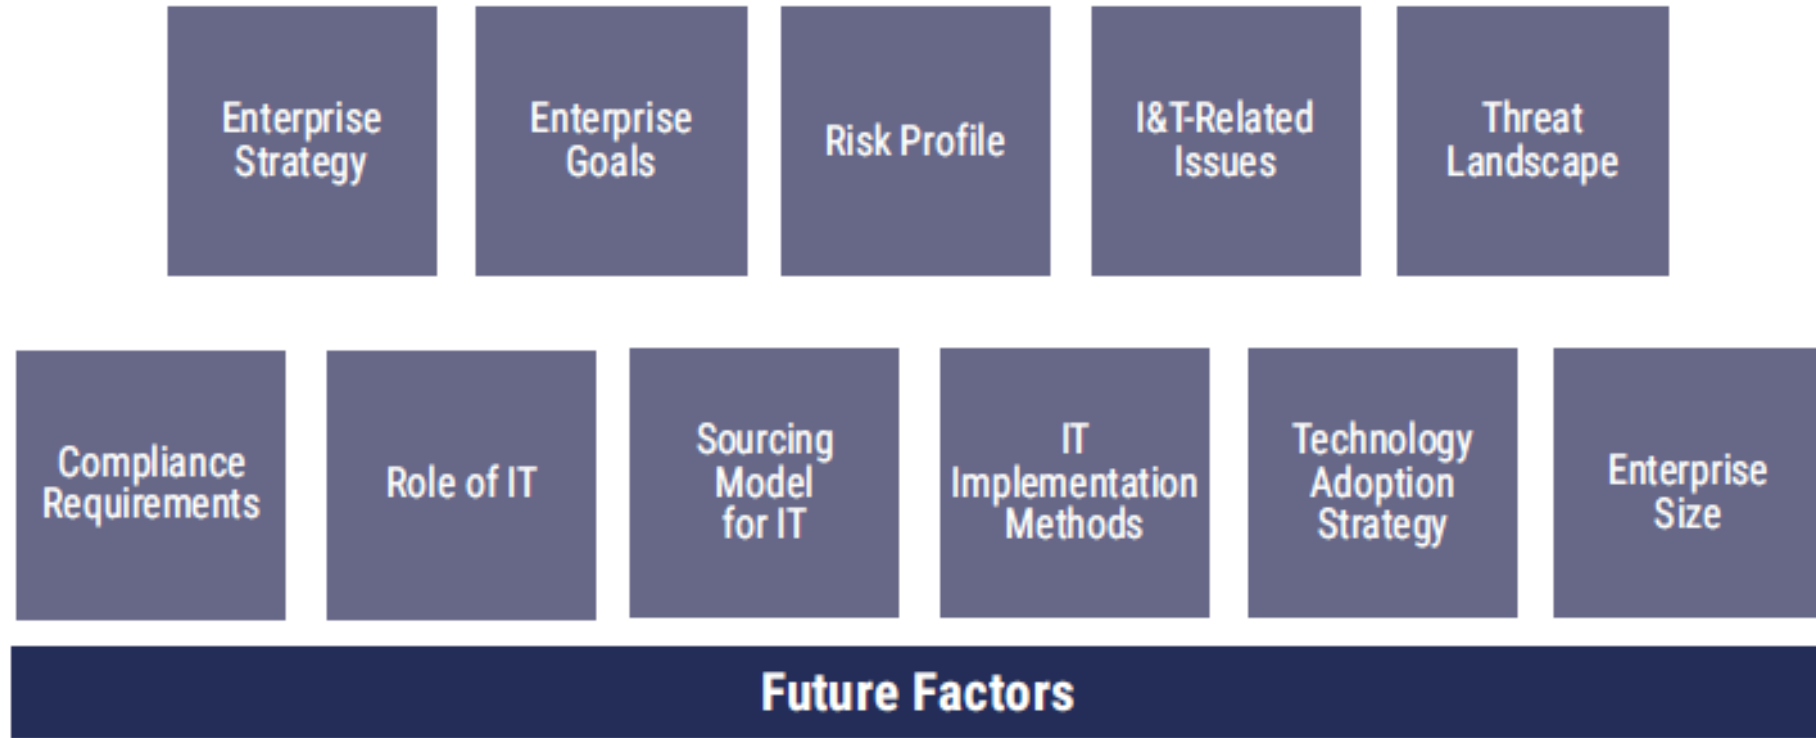 Enterprise
Strategy
Enterprise
Goals
Risk Profile
I&T-Related
Issues
Threat
Landscape
Compliance
Requirements
Role of IT
Sourcing
Model
for IT
IT
Implementation
Methods
Technology
Adoption
Strategy
Enterprise
Size
Future Factors